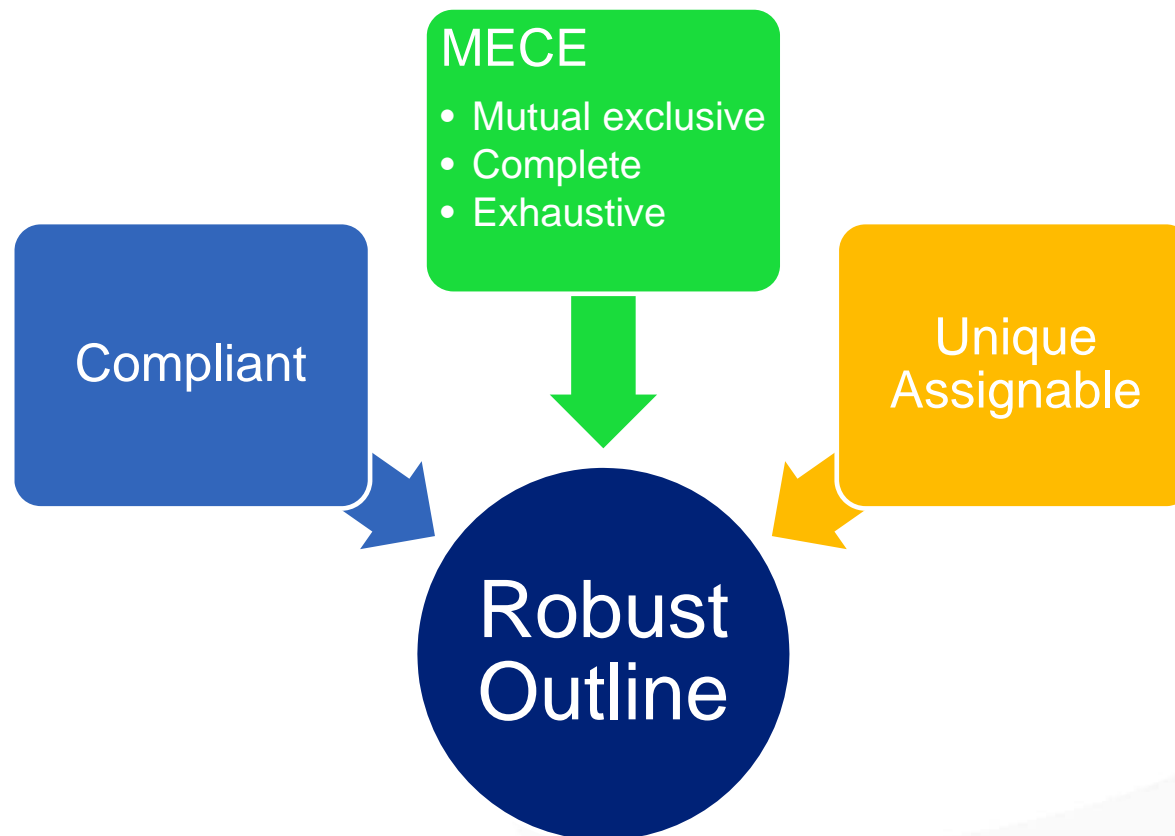 MECE
• Mutual exclusive
• Complete
• Exhaustive
Compliant
Unique
Assignable
Robust
Outline